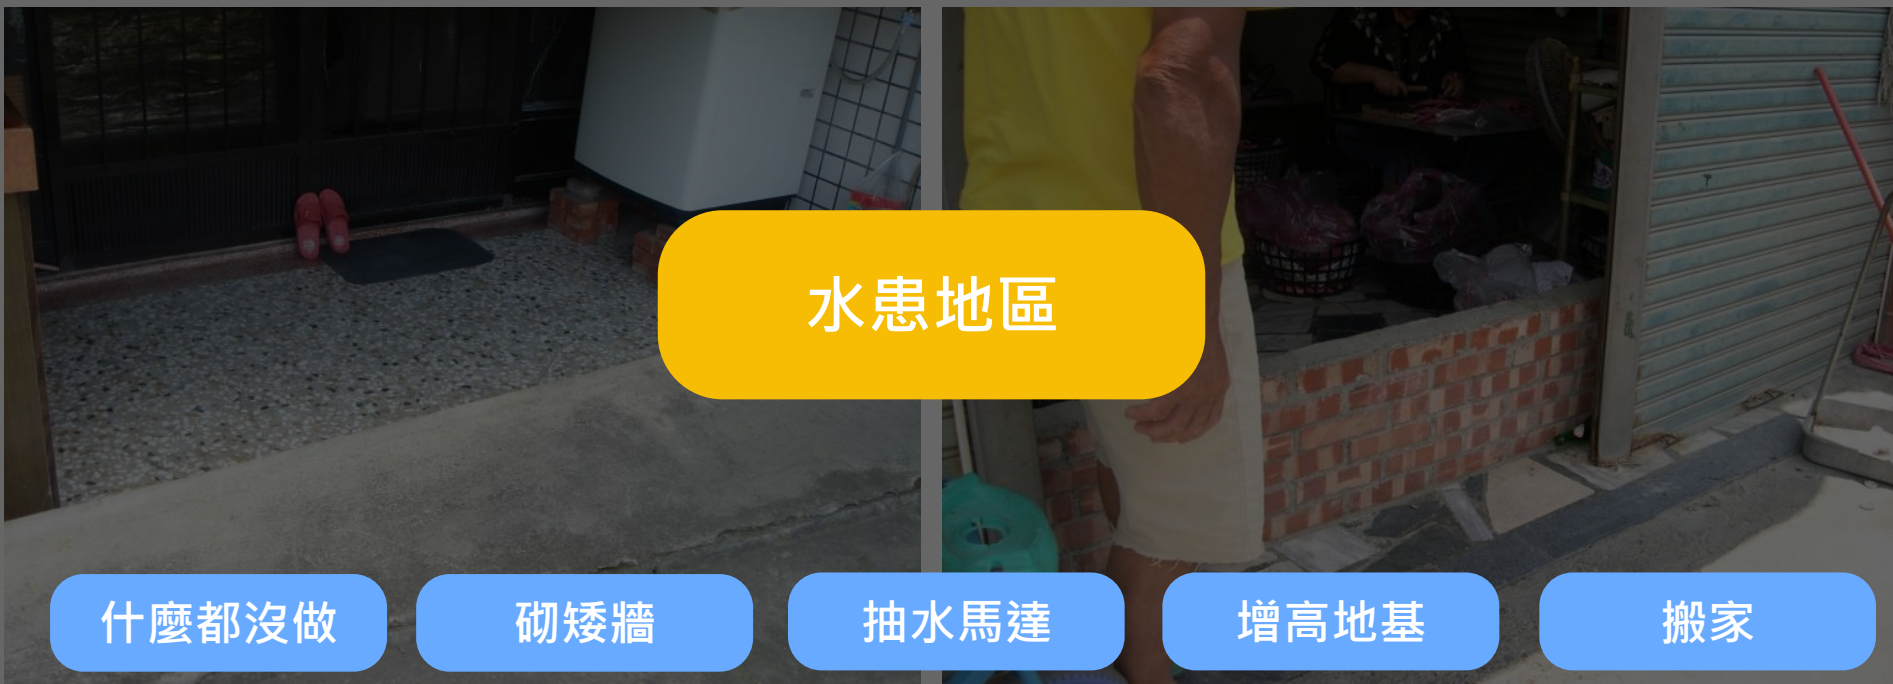 水患地區
什麼都沒做
砌矮牆
抽水馬達
增高地基
搬家